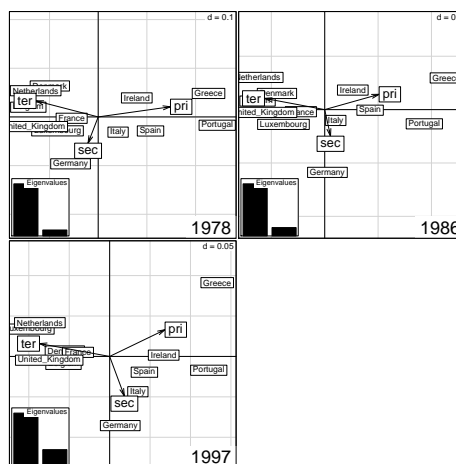 d = 0.1
Netherlands
ter
Ireland
Greece
pri
France
United_Kingdom
Italy
Spain
Portugal
sec
Germany
Eigenvalues
1978
Netherlands
Denmark
Ireland
Greece
ter
pri
Spain
United_Kingdom
Luxembourg
Italy
Portugal
sec
Germany
Eigenvalues
1986
d = 0.05
Greece
Netherlands
ter
pri
France
Ireland
United_Kingdom
Spain
Portugal
Italy
sec
Germany
Eigenvalues
1997